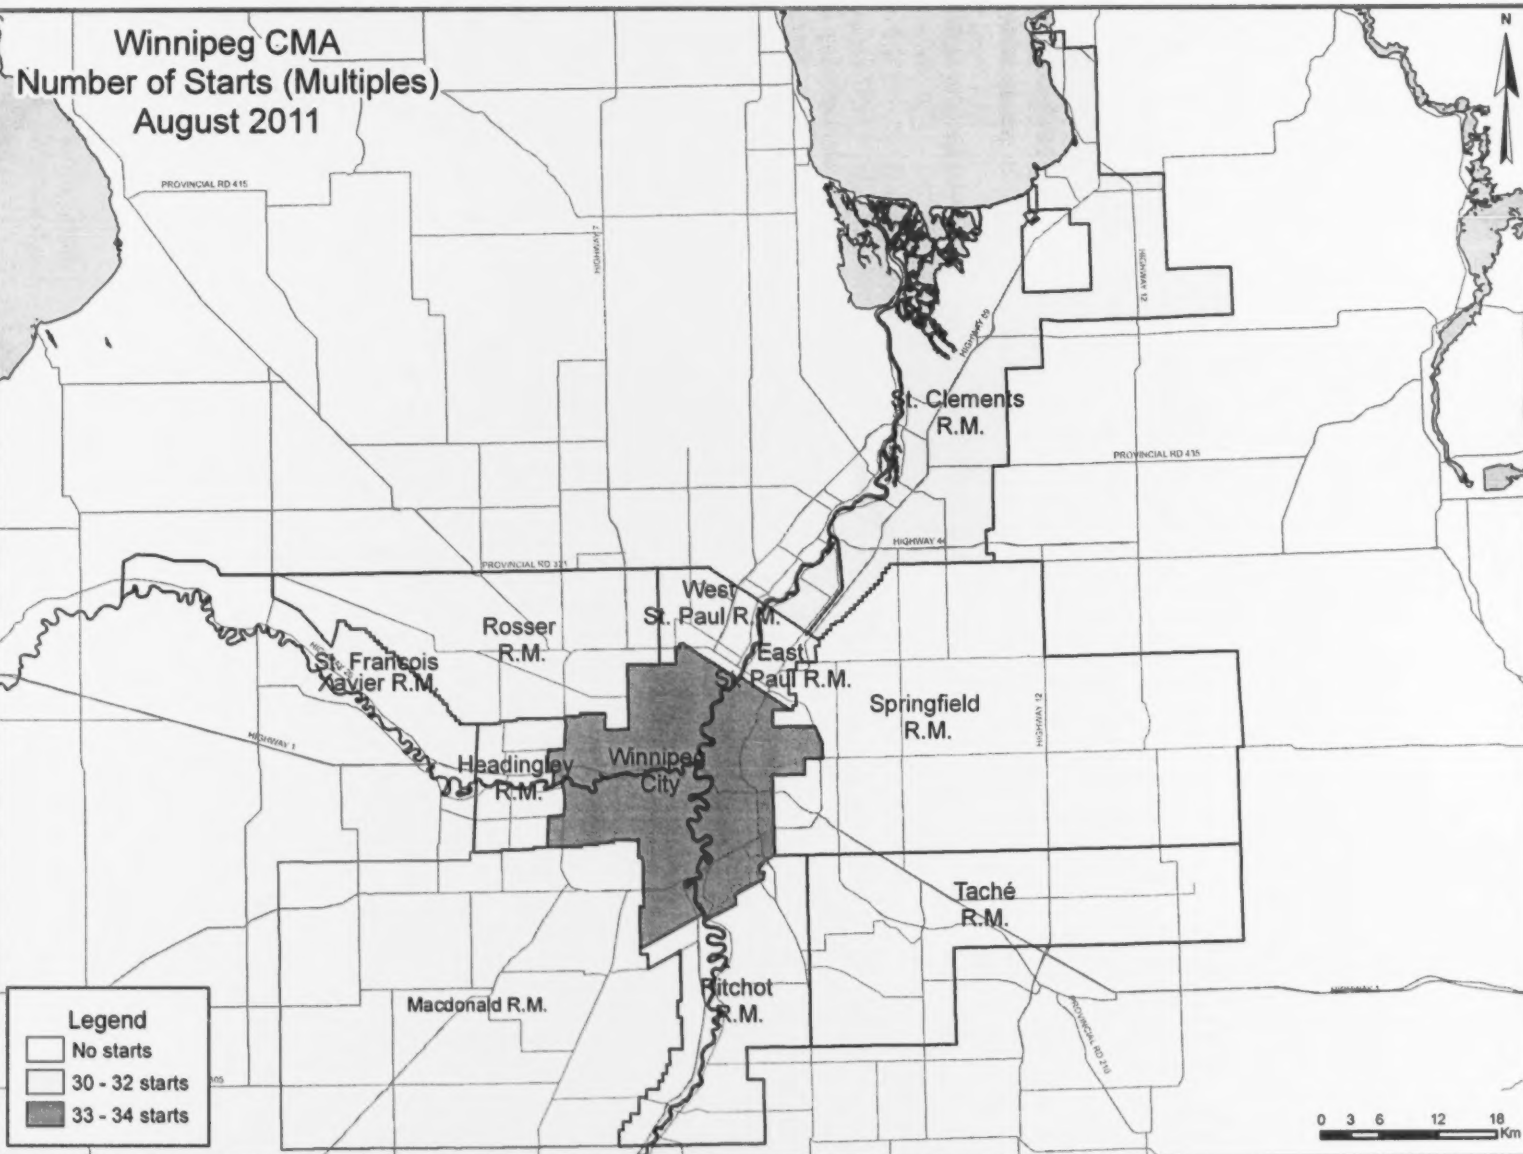 Winnipeg CMA
Number of Starts (Multiples)
August 2011
N
PROVINCIAL RD 415
HIGHWAY 7
HIGHWAY 12
HIGHWAY 59
St. Clements
R.M.
PROVINCIAL RD 435
HIGHWAY 44
PROVINCIAL RD 321
West
St. Paul R.M.
Rosser
R.M.
East
St. Paul R.M.
St. Francois
Xavier R.M.
Springfield
R.M.
HIGHWAY 12
HIGHWAY 1
Headingley
R.M.
Winnipeg
City
Taché
R.M.
Macdonald R.M.
Ritchot
R.M.
HIGHWAY 1
PROVINCIAL RD 210
Legend
No starts
30 - 32 starts
33 - 34 starts
305
0 3 6 12 18
Km